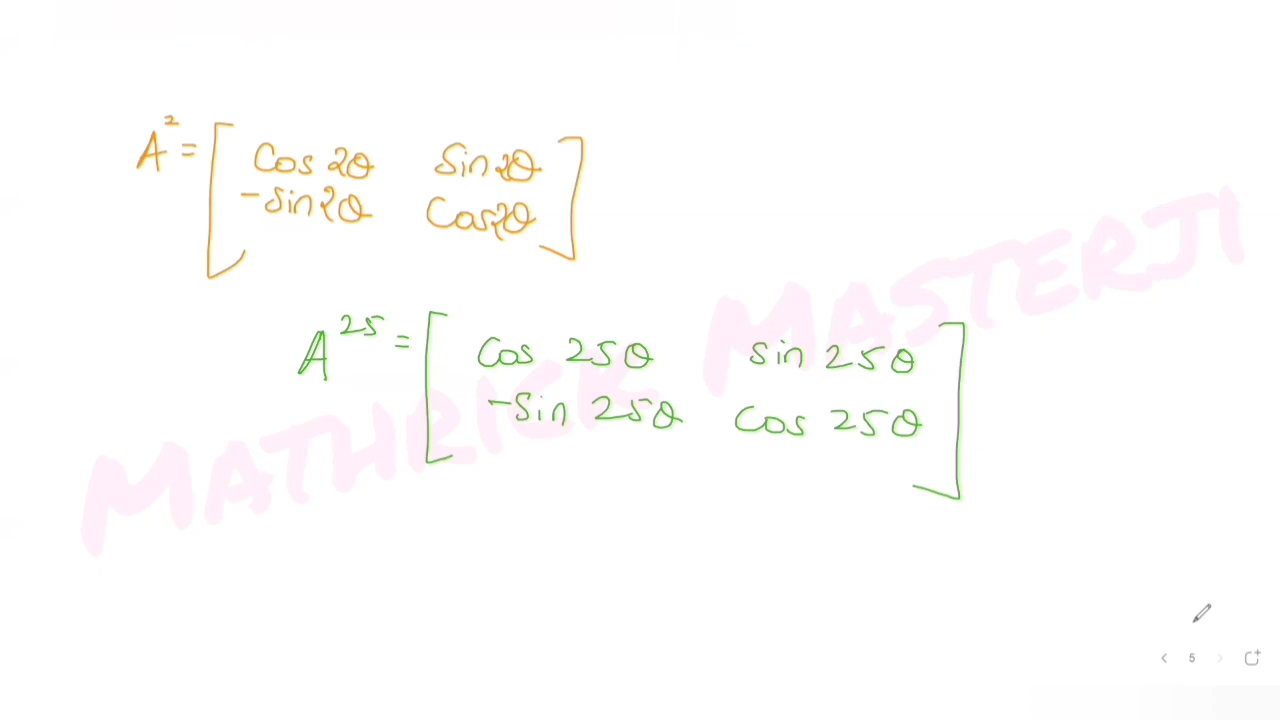 A² = [ Cos 2θ Sin 2θ
-Sin 2θ Cos 2θ ]
A²⁵ = [ Cos 25θ Sin 25θ
-Sin 25θ Cos 25θ ]
MATHRICK MASTERJI
5